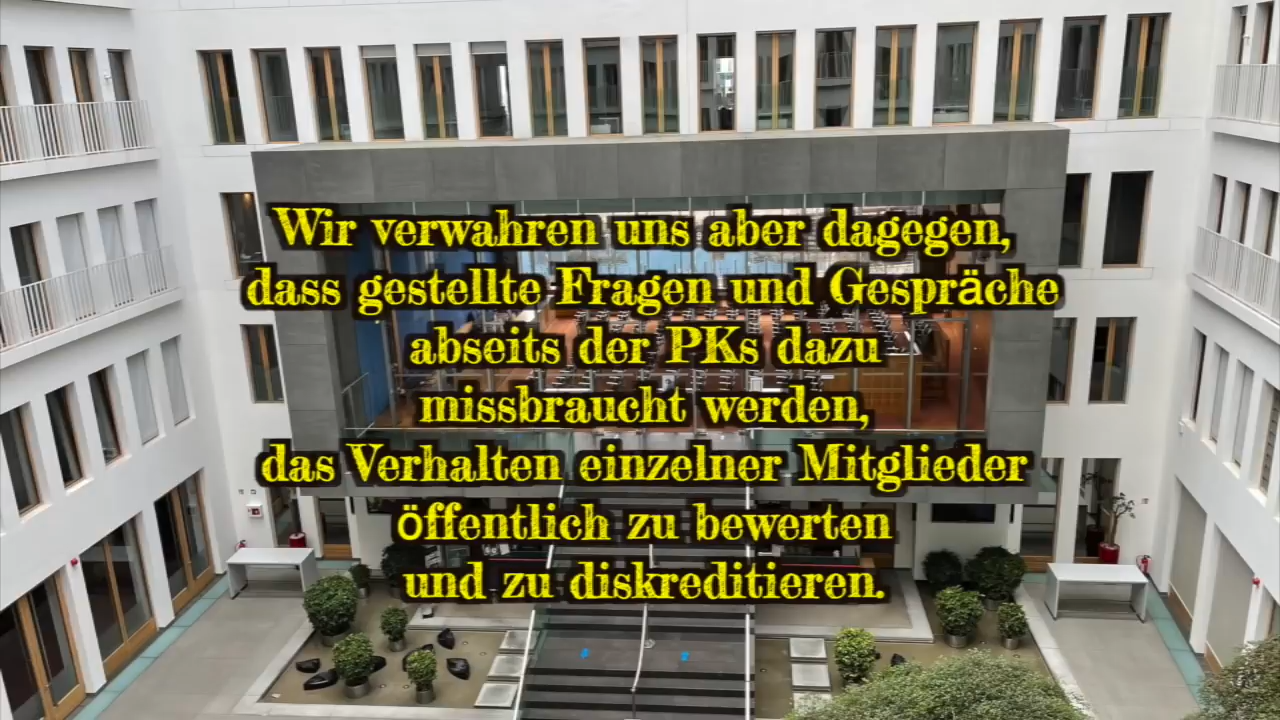 Wir verwahren uns aber dagegen,
dass gestellte Fragen und Gespräche
abseits der PKs dazu
missbraucht werden,
das Verhalten einzelner Mitglieder
öffentlich zu bewerten
und zu diskreditieren.